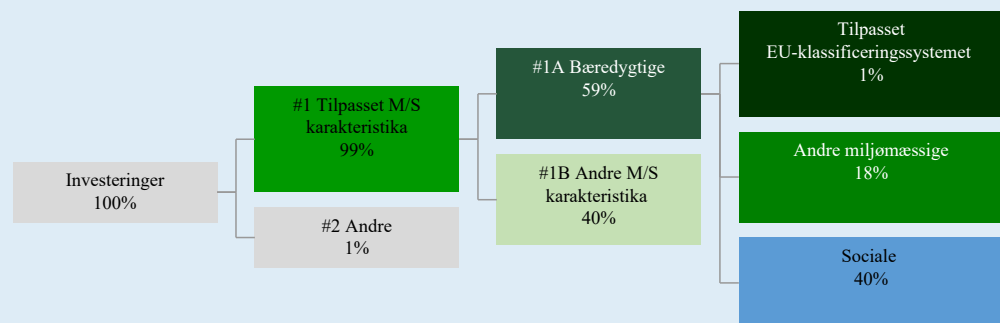 Investeringer
100%
#1 Tilpasset M/S
karakteristika
99%
#2 Andre
1%
#1A Bæredygtige
59%
#1B Andre M/S
karakteristika
40%
Tilpasset
EU-klassificeringssystemet
1%
Andre miljømæssige
18%
Sociale
40%